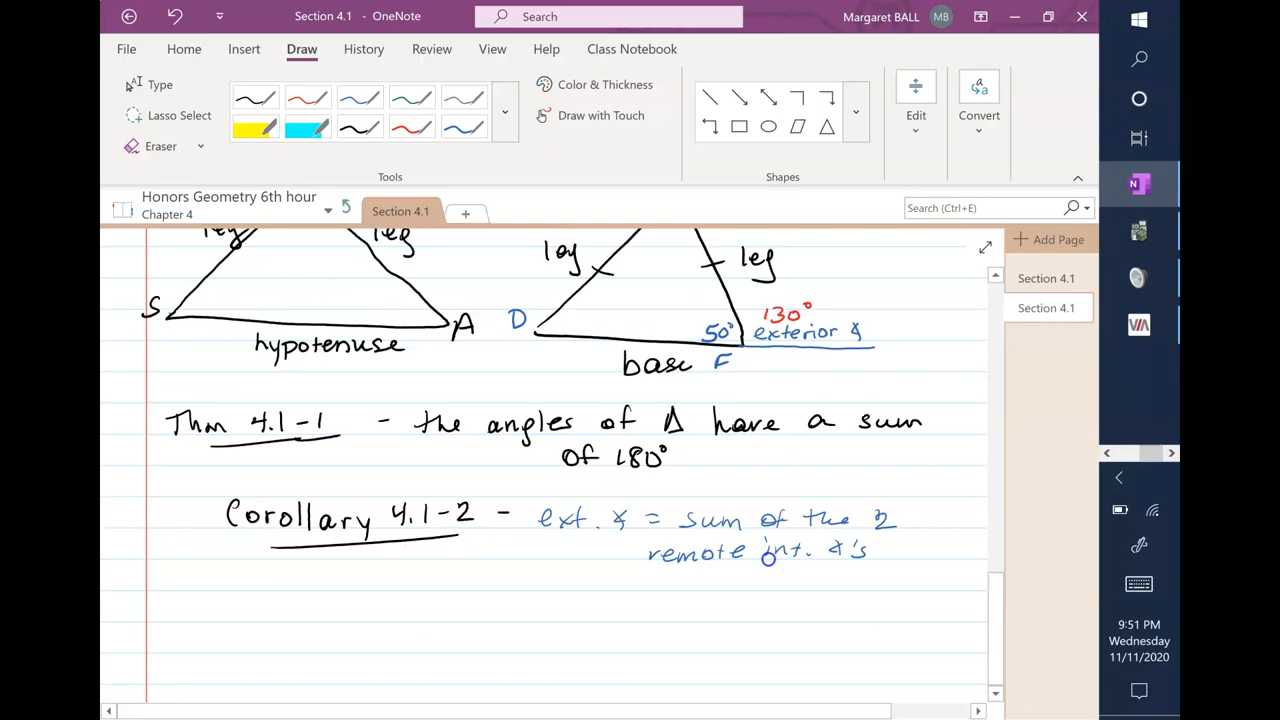 Section 4.1 - OneNote
Search
Margaret BALL
MB
File
Home
Insert
Draw
History
Review
View
Help
Class Notebook
Type
Lasso Select
Eraser
Color & Thickness
Draw with Touch
Edit
Convert
Tools
Shapes
Honors Geometry 6th hour
Chapter 4
Section 4.1
Search (Ctrl+E)
Add Page
Section 4.1
Section 4.1
leg
leg
leg
leg
S
A
hypotenuse
D
50°
130°
exterior ∡
base
F
Thm 4.1-1 - the angles of Δ have a sum
of 180°
Corollary 4.1-2 - ext. ∡ = sum of the 2
remote int. ∡'s
9:51 PM
Wednesday
11/11/2020